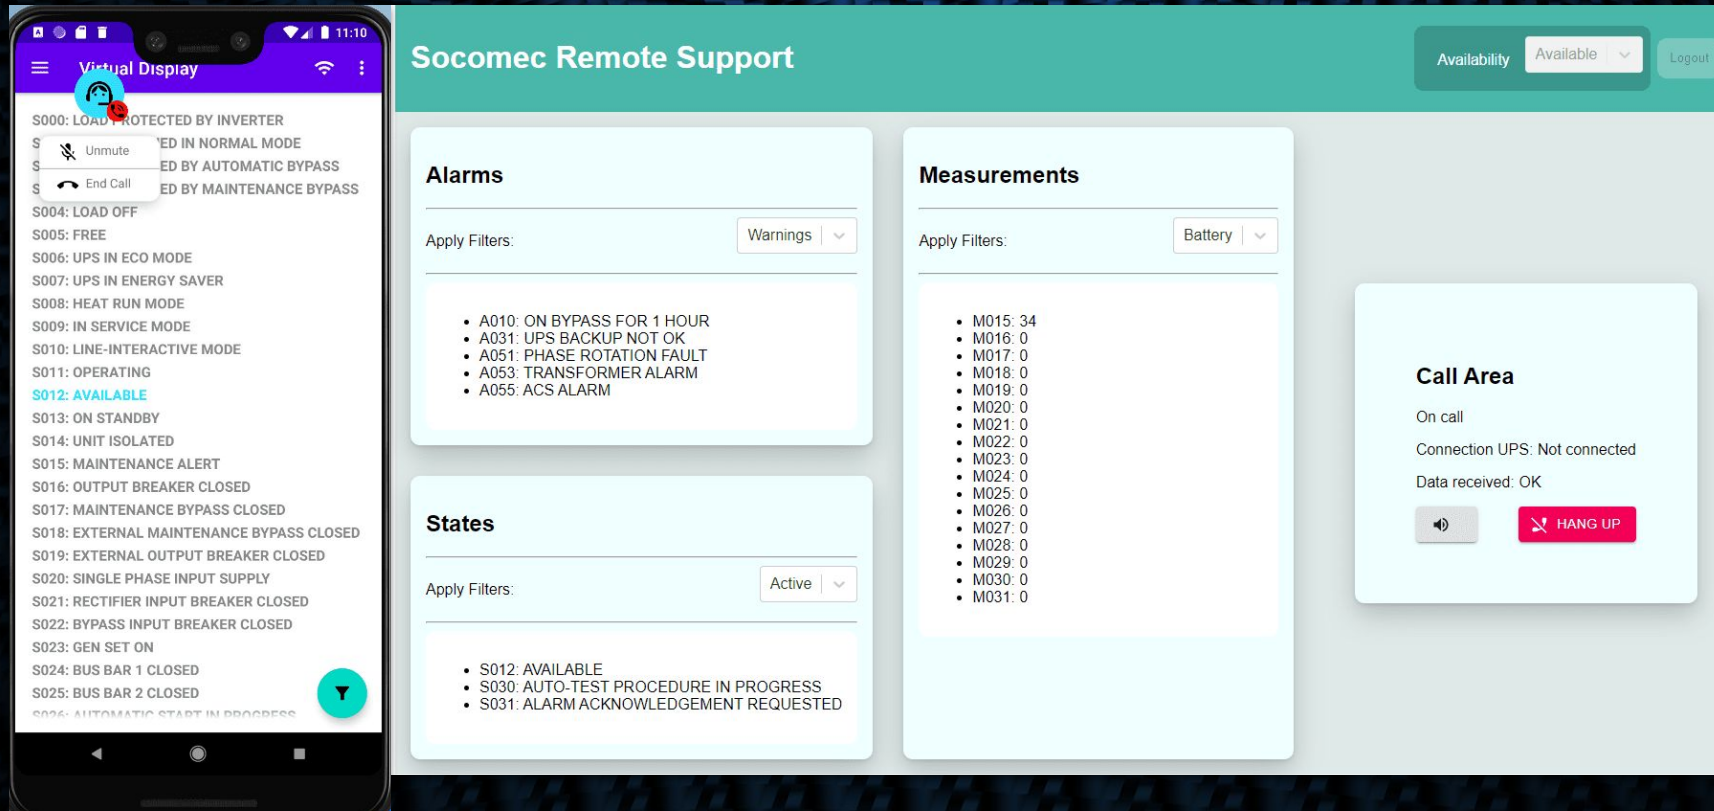 11:10
Virtual Display
S000: LOAD PROTECTED BY INVERTER
ED IN NORMAL MODE
ED BY AUTOMATIC BYPASS
ED BY MAINTENANCE BYPASS
Unmute
End Call
S004: LOAD OFF
S005: FREE
S006: UPS IN ECO MODE
S007: UPS IN ENERGY SAVER
S008: HEAT RUN MODE
S009: IN SERVICE MODE
S010: LINE-INTERACTIVE MODE
S011: OPERATING
S012: AVAILABLE
S013: ON STANDBY
S014: UNIT ISOLATED
S015: MAINTENANCE ALERT
S016: OUTPUT BREAKER CLOSED
S017: MAINTENANCE BYPASS CLOSED
S018: EXTERNAL MAINTENANCE BYPASS CLOSED
S019: EXTERNAL OUTPUT BREAKER CLOSED
S020: SINGLE PHASE INPUT SUPPLY
S021: RECTIFIER INPUT BREAKER CLOSED
S022: BYPASS INPUT BREAKER CLOSED
S023: GEN SET ON
S024: BUS BAR 1 CLOSED
S025: BUS BAR 2 CLOSED
S026: AUTOMATIC START IN PROGRESS
Socomec Remote Support
Availability
Available
Logout
Alarms
Apply Filters:
Warnings
A010: ON BYPASS FOR 1 HOUR
A031: UPS BACKUP NOT OK
A051: PHASE ROTATION FAULT
A053: TRANSFORMER ALARM
A055: ACS ALARM
States
Apply Filters:
Active
S012: AVAILABLE
S030: AUTO-TEST PROCEDURE IN PROGRESS
S031: ALARM ACKNOWLEDGEMENT REQUESTED
Measurements
Apply Filters:
Battery
M015: 34
M016: 0
M017: 0
M018: 0
M019: 0
M020: 0
M021: 0
M022: 0
M023: 0
M024: 0
M025: 0
M026: 0
M027: 0
M028: 0
M029: 0
M030: 0
M031: 0
Call Area
On call
Connection UPS: Not connected
Data received: OK
HANG UP